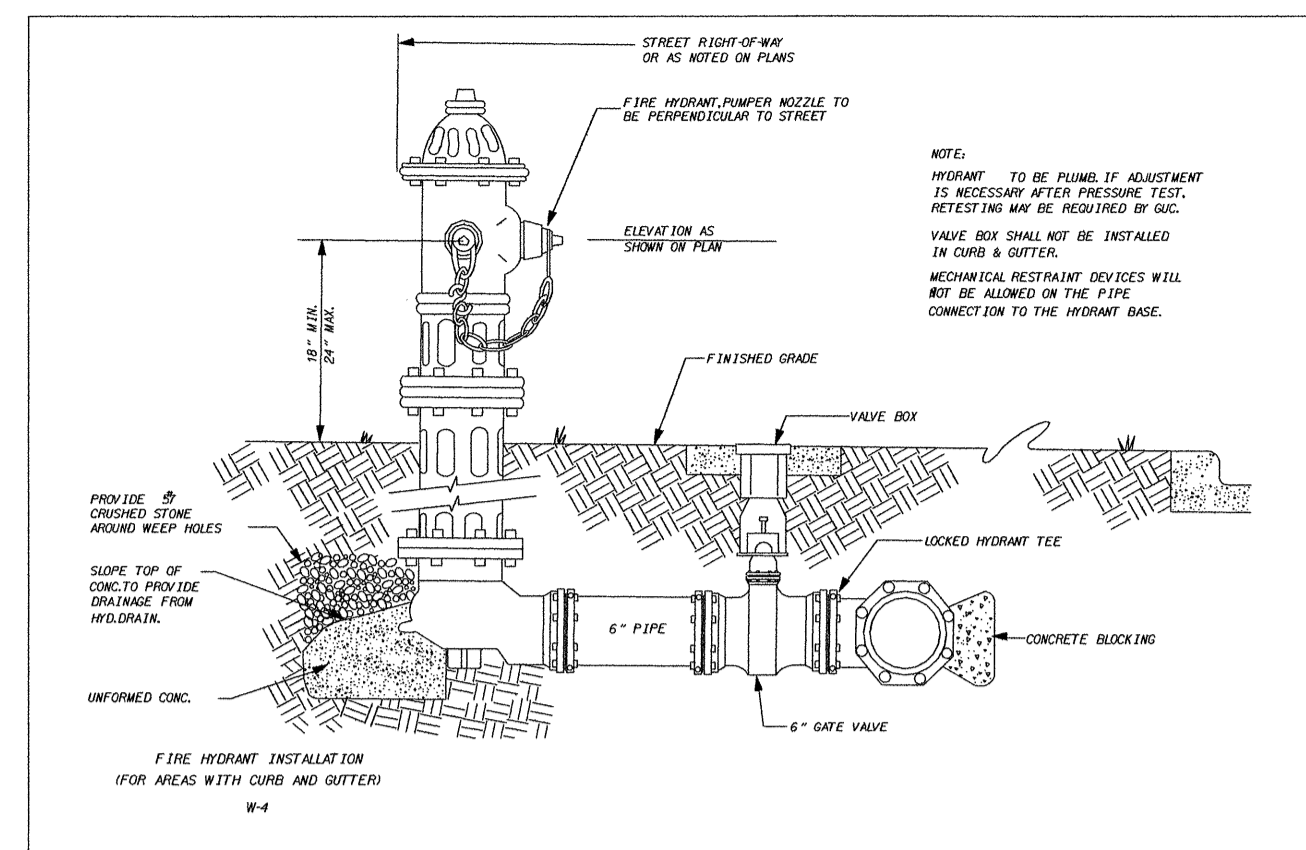 STREET RIGHT-OF-WAY
OR AS NOTED ON PLANS
FIRE HYDRANT, PUMPER NOZZLE TO
BE PERPENDICULAR TO STREET
NOTE:
HYDRANT TO BE PLUMB. IF ADJUSTMENT
IS NECESSARY AFTER PRESSURE TEST,
RETESTING MAY BE REQUIRED BY GUC.
VALVE BOX SHALL NOT BE INSTALLED
IN CURB & GUTTER.
MECHANICAL RESTRAINT DEVICES WILL
NOT BE ALLOWED ON THE PIPE
CONNECTION TO THE HYDRANT BASE.
ELEVATION AS
SHOWN ON PLAN
18" MIN.
24" MAX.
FINISHED GRADE
VALVE BOX
PROVIDE #57
CRUSHED STONE
AROUND WEEP HOLES
LOCKED HYDRANT TEE
SLOPE TOP OF
CONC. TO PROVIDE
DRAINAGE FROM
HYD. DRAIN.
6" PIPE
CONCRETE BLOCKING
UNFORMED CONC.
6" GATE VALVE
FIRE HYDRANT INSTALLATION
(FOR AREAS WITH CURB AND GUTTER)
W-4